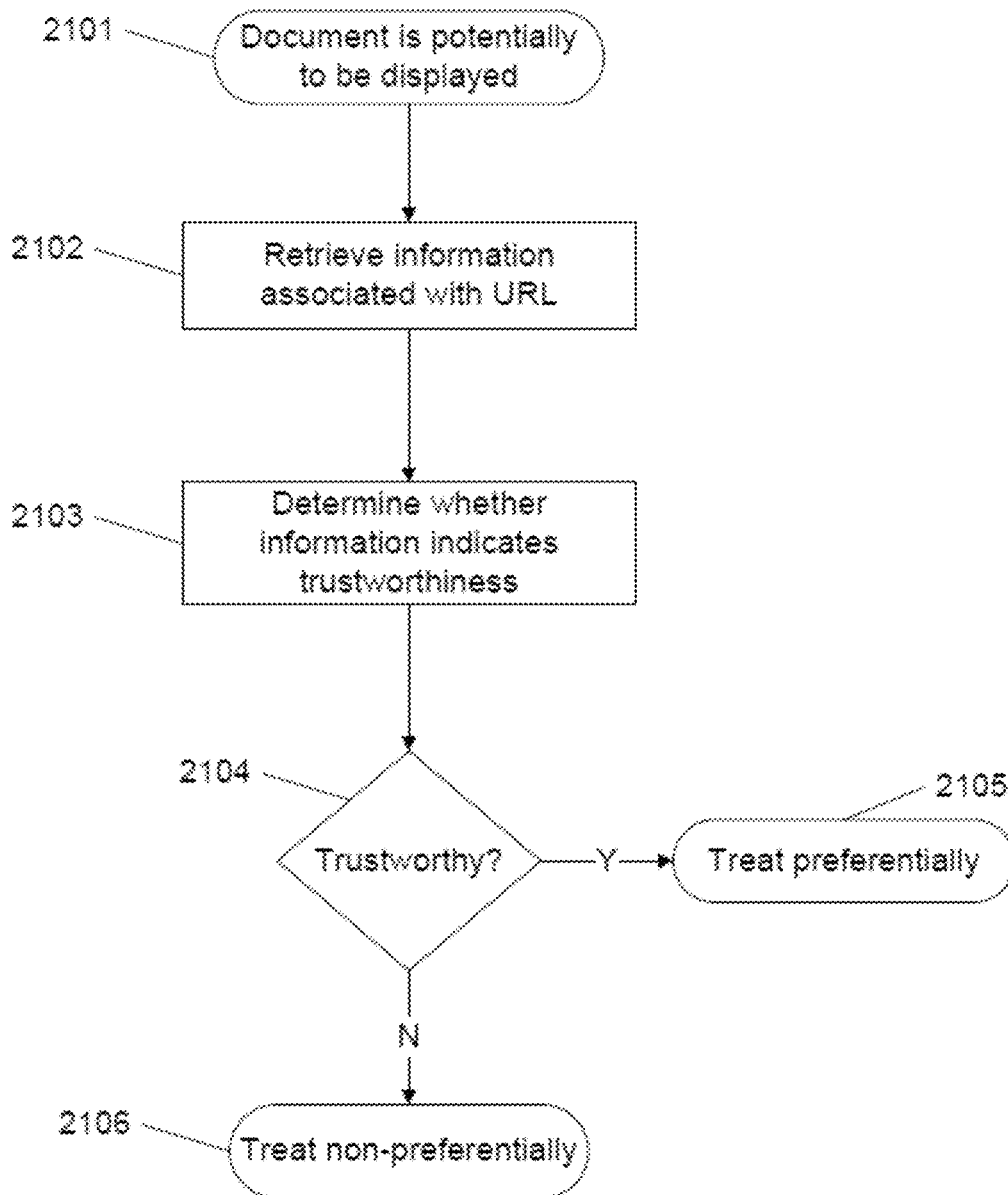 2101
Document is potentially
to be displayed
2102
Retrieve information
associated with URL
2103
Determine whether
information indicates
trustworthiness
2104
Trustworthy?
Y
2105
Treat preferentially
N
2106
Treat non-preferentially